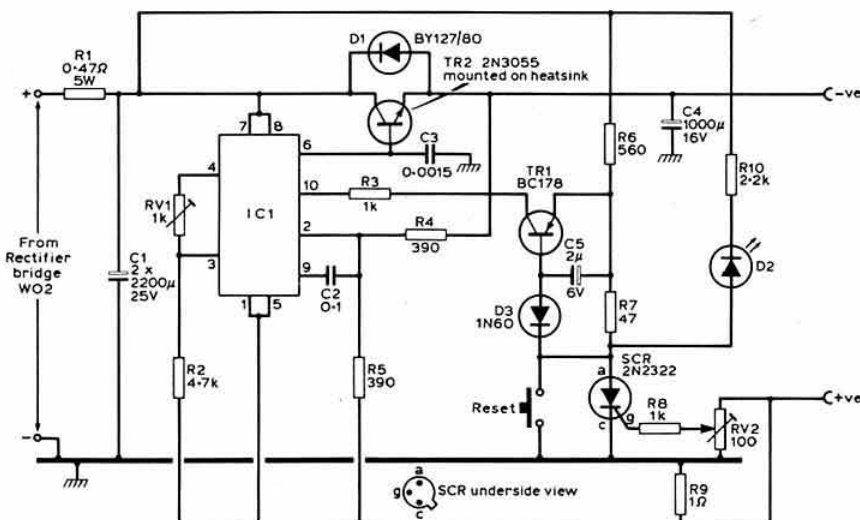 R1
0·47Ω
5W
D1
BY127/80
TR2 2N3055
mounted on heatsink
+
7
8
C3
0·0015
6
4
10
2
3
9
1
5
IC1
RV1
1k
R3
1k
R4
390
TR1
BC178
R6
560
C4
1000µ
16V
-ve
R10
2·2k
From
Rectifier
bridge
WO2
C1
2 x
2200µ
25V
C2
0·1
C5
2µ
6V
D2
D3
1N60
R7
47
R2
4·7k
R5
390
SCR
2N2322
a
g
c
Reset
R8
1k
RV2
100
+ve
-
a
g
c
SCR underside view
R9
1Ω